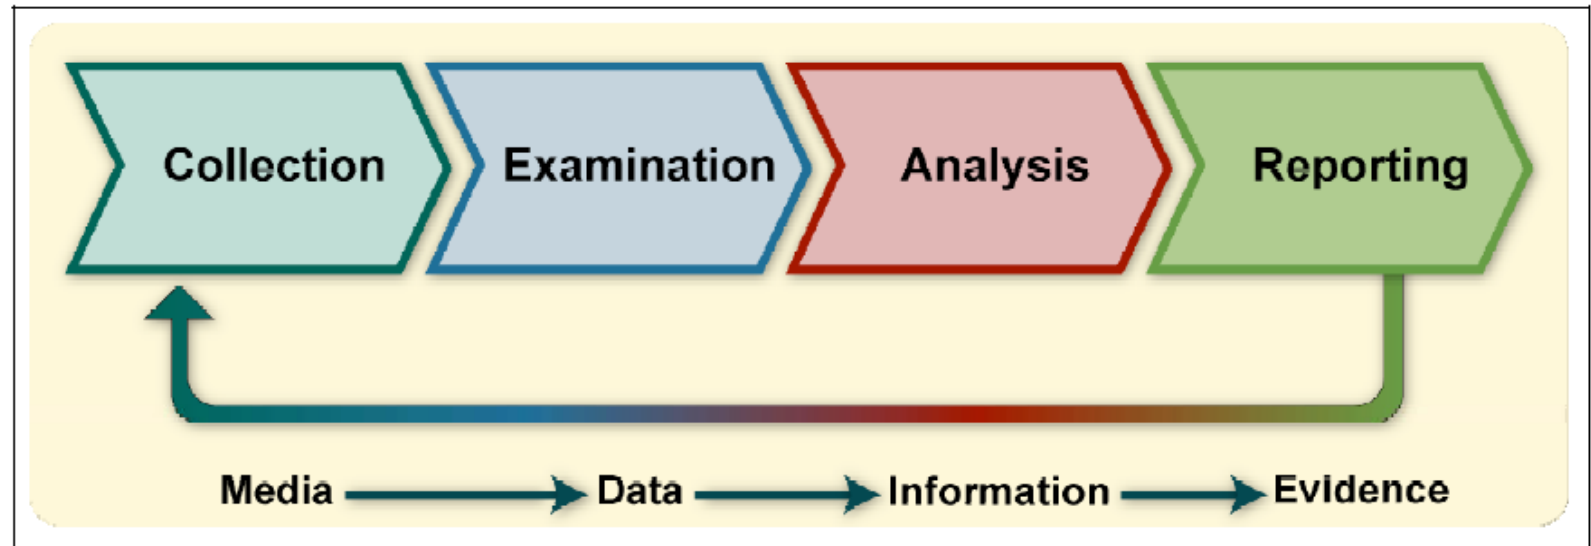 Collection Examination Analysis Reporting
Media Data Information Evidence